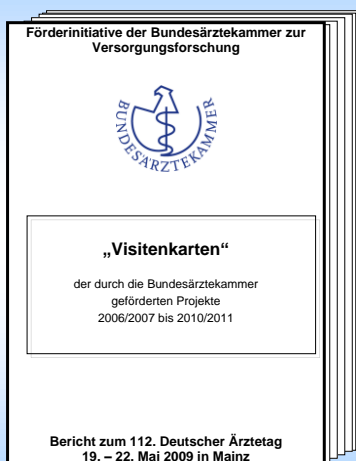 Förderinitiative der Bundesärztekammer zur
Versorgungsforschung
BUNDESÄRZTEKAMMER
„Visitenkarten“
der durch die Bundesärztekammer
geförderten Projekte
2006/2007 bis 2010/2011
Bericht zum 112. Deutscher Ärztetag
19. – 22. Mai 2009 in Mainz